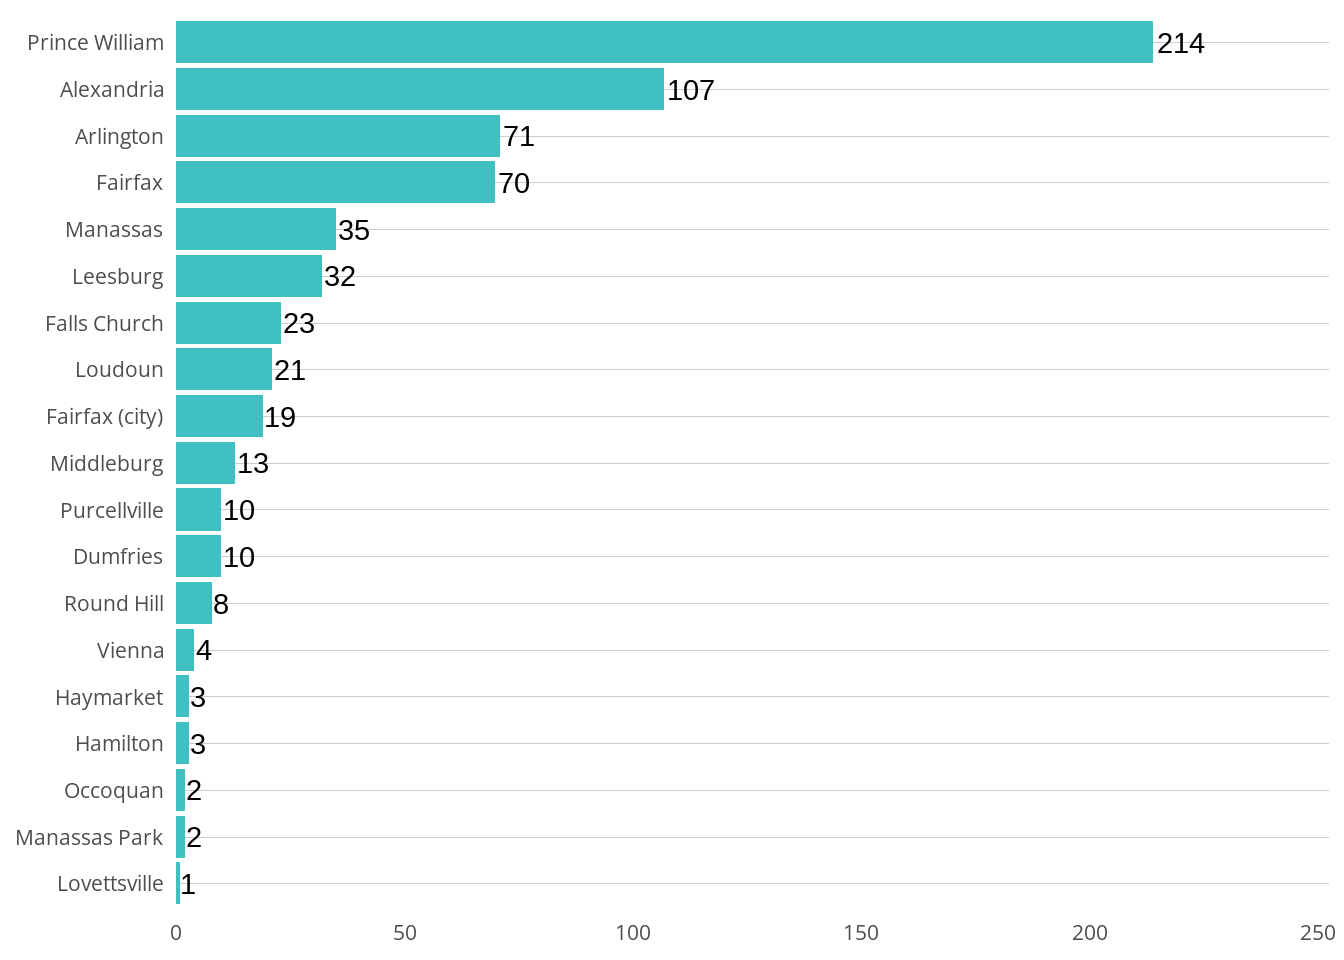 Prince William 214
Alexandria 107
Arlington 71
Fairfax 70
Manassas 35
Leesburg 32
Falls Church 23
Loudoun 21
Fairfax (city) 19
Middleburg 13
Purcellville 10
Dumfries 10
Round Hill 8
Vienna 4
Haymarket 3
Hamilton 3
Occoquan 2
Manassas Park 2
Lovettsville 1
0 50 100 150 200 250